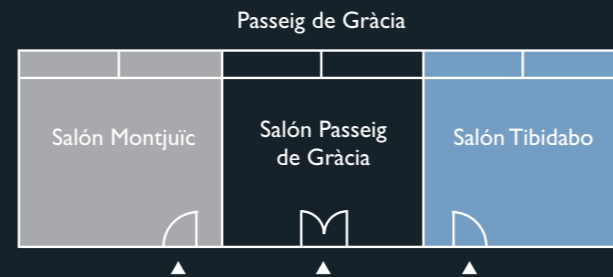 Passeig de Gràcia
Salón Montjuïc
Salón Passeig
de Gràcia
Salón Tibidabo